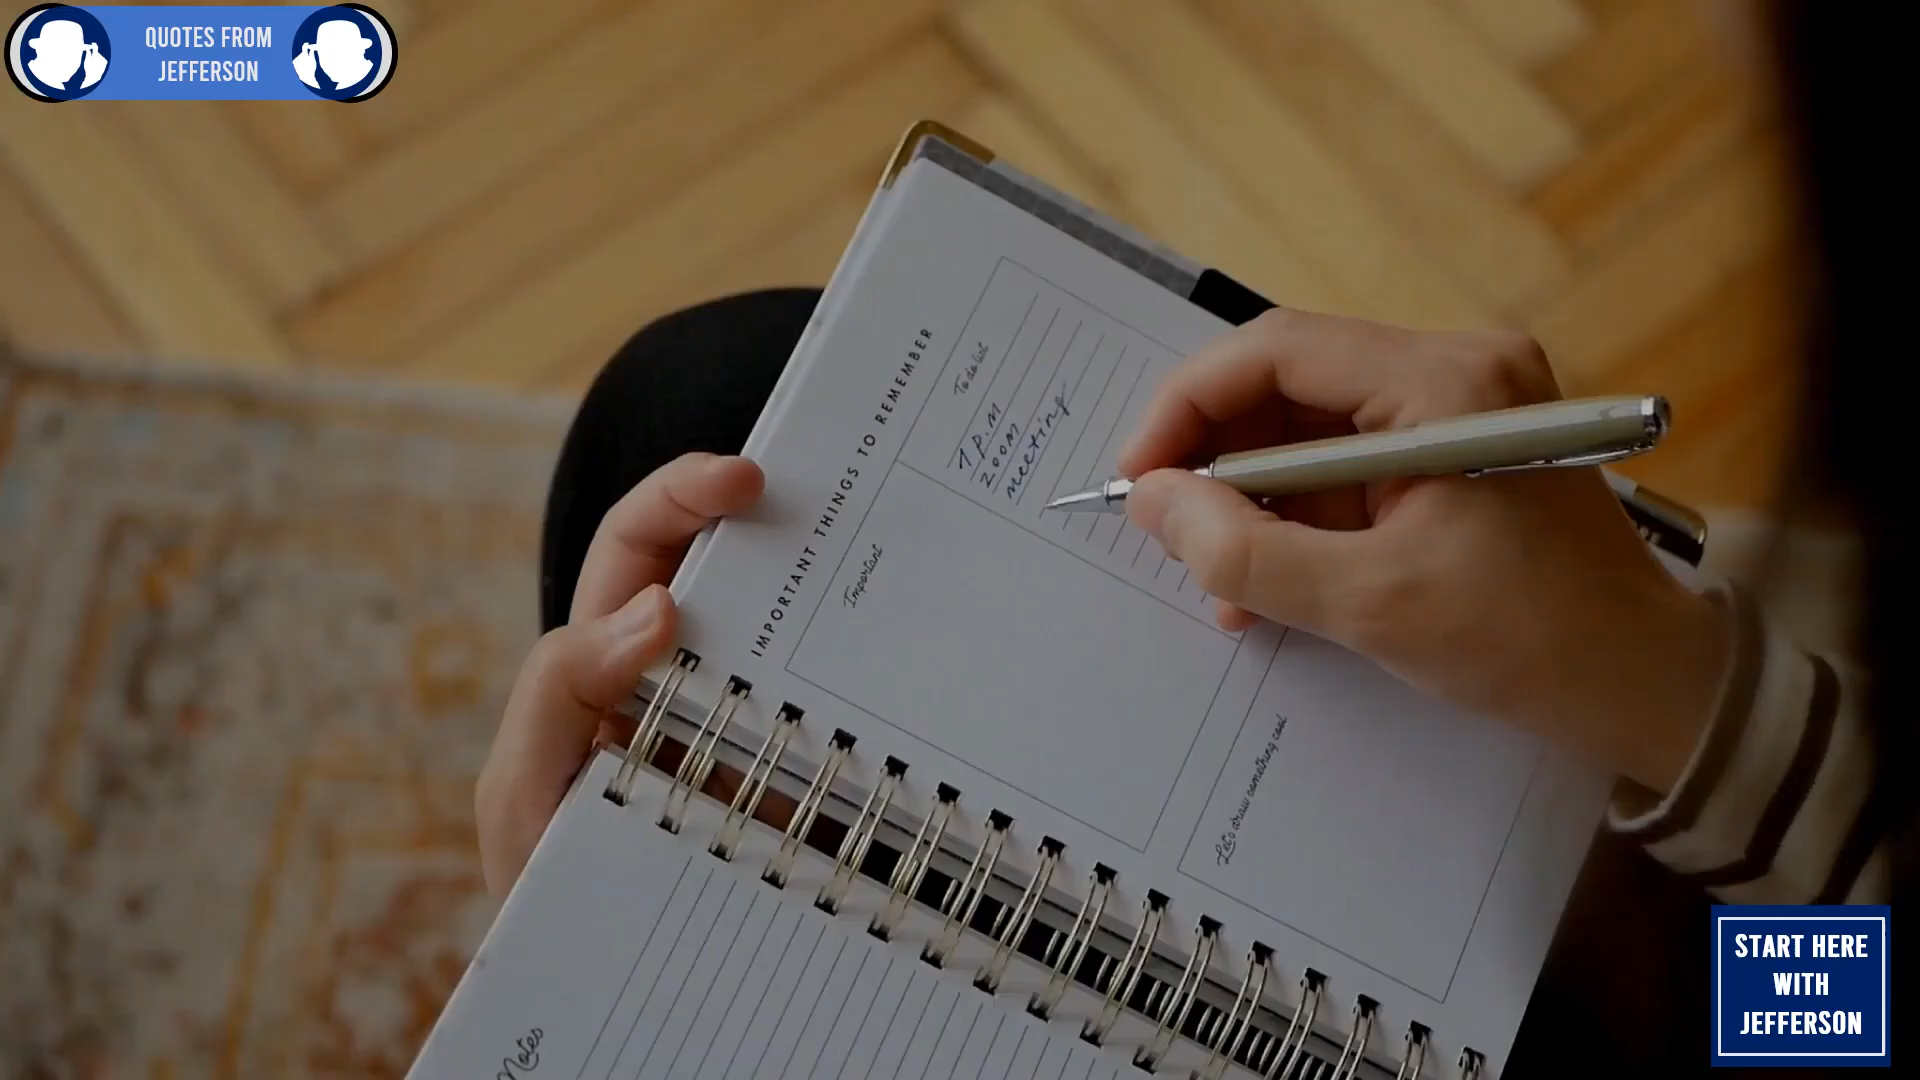 QUOTES FROM
JEFFERSON
IMPORTANT THINGS TO REMEMBER
To do list
1 p.m
zoom
meeting
Important
Lets draw something cool
Notes
START HERE
WITH
JEFFERSON